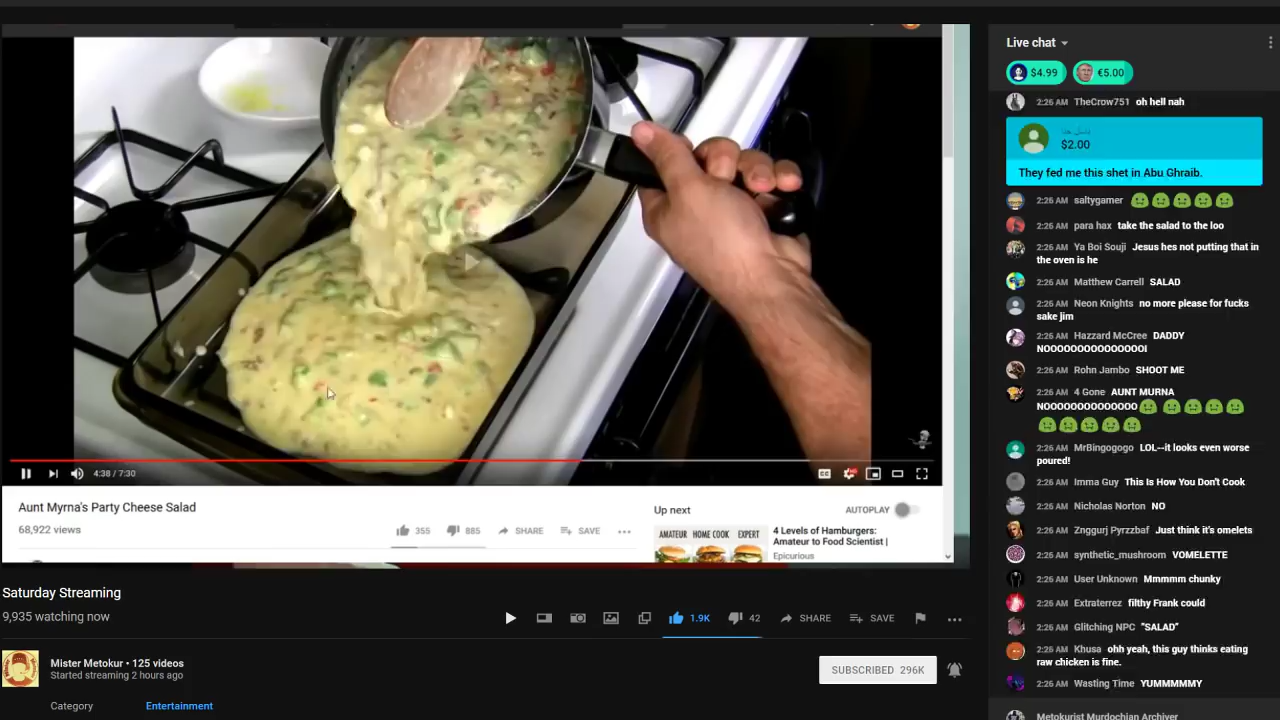 4:38 / 7:30
Aunt Myrna's Party Cheese Salad
68,922 views
355
885
SHARE
SAVE
Up next
AUTOPLAY
AMATEUR HOME COOK EXPERT
4 Levels of Hamburgers:
Amateur to Food Scientist |
Epicurious
Saturday Streaming
9,935 watching now
1.9K
42
SHARE
SAVE
Mister Metokur • 125 videos
Started streaming 2 hours ago
SUBSCRIBED 296K
Category
Entertainment
Live chat
$4.99
€5.00
2:26 AM TheCrow751 oh hell nah
$2.00
They fed me this shet in Abu Ghraib.
2:26 AM saltygamer
2:26 AM para hax take the salad to the loo
2:26 AM Ya Boi Souji Jesus hes not putting that in
the oven is he
2:26 AM Matthew Carrell SALAD
2:26 AM Neon Knights no more please for fucks
sake jim
2:26 AM Hazzard McCree DADDY
NOOOOOOOOOOOOOOO!
2:26 AM Rohn Jambo SHOOT ME
2:26 AM 4 Gone AUNT MURNA
NOOOOOOOOOOOOO
2:26 AM MrBingogogo LOL--it looks even worse
poured!
2:26 AM Imma Guy This Is How You Don't Cook
2:26 AM Nicholas Norton NO
2:26 AM Znggurj Pyrzzbaf Just think it's omelets
2:26 AM synthetic_mushroom VOMELETTE
2:26 AM User Unknown Mmmmm chunky
2:26 AM Extraterrez filthy Frank could
2:26 AM Glitching NPC "SALAD"
2:26 AM Khusa ohh yeah, this guy thinks eating
raw chicken is fine.
2:26 AM Wasting Time YUMMMMMY
Metokurist Murdochian Archiver